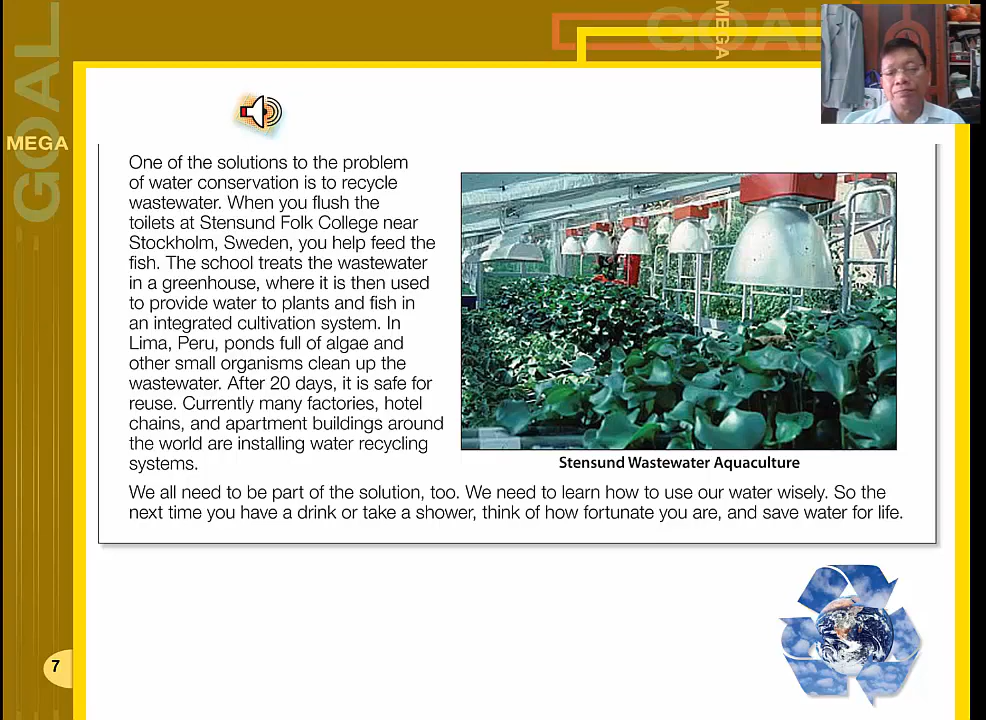 GOAL
MEGA
GOAL
MEGA
One of the solutions to the problem
of water conservation is to recycle
wastewater. When you flush the
toilets at Stensund Folk College near
Stockholm, Sweden, you help feed the
fish. The school treats the wastewater
in a greenhouse, where it is then used
to provide water to plants and fish in
an integrated cultivation system. In
Lima, Peru, ponds full of algae and
other small organisms clean up the
wastewater. After 20 days, it is safe for
reuse. Currently many factories, hotel
chains, and apartment buildings around
the world are installing water recycling
systems.
Stensund Wastewater Aquaculture
We all need to be part of the solution, too. We need to learn how to use our water wisely. So the
next time you have a drink or take a shower, think of how fortunate you are, and save water for life.
7